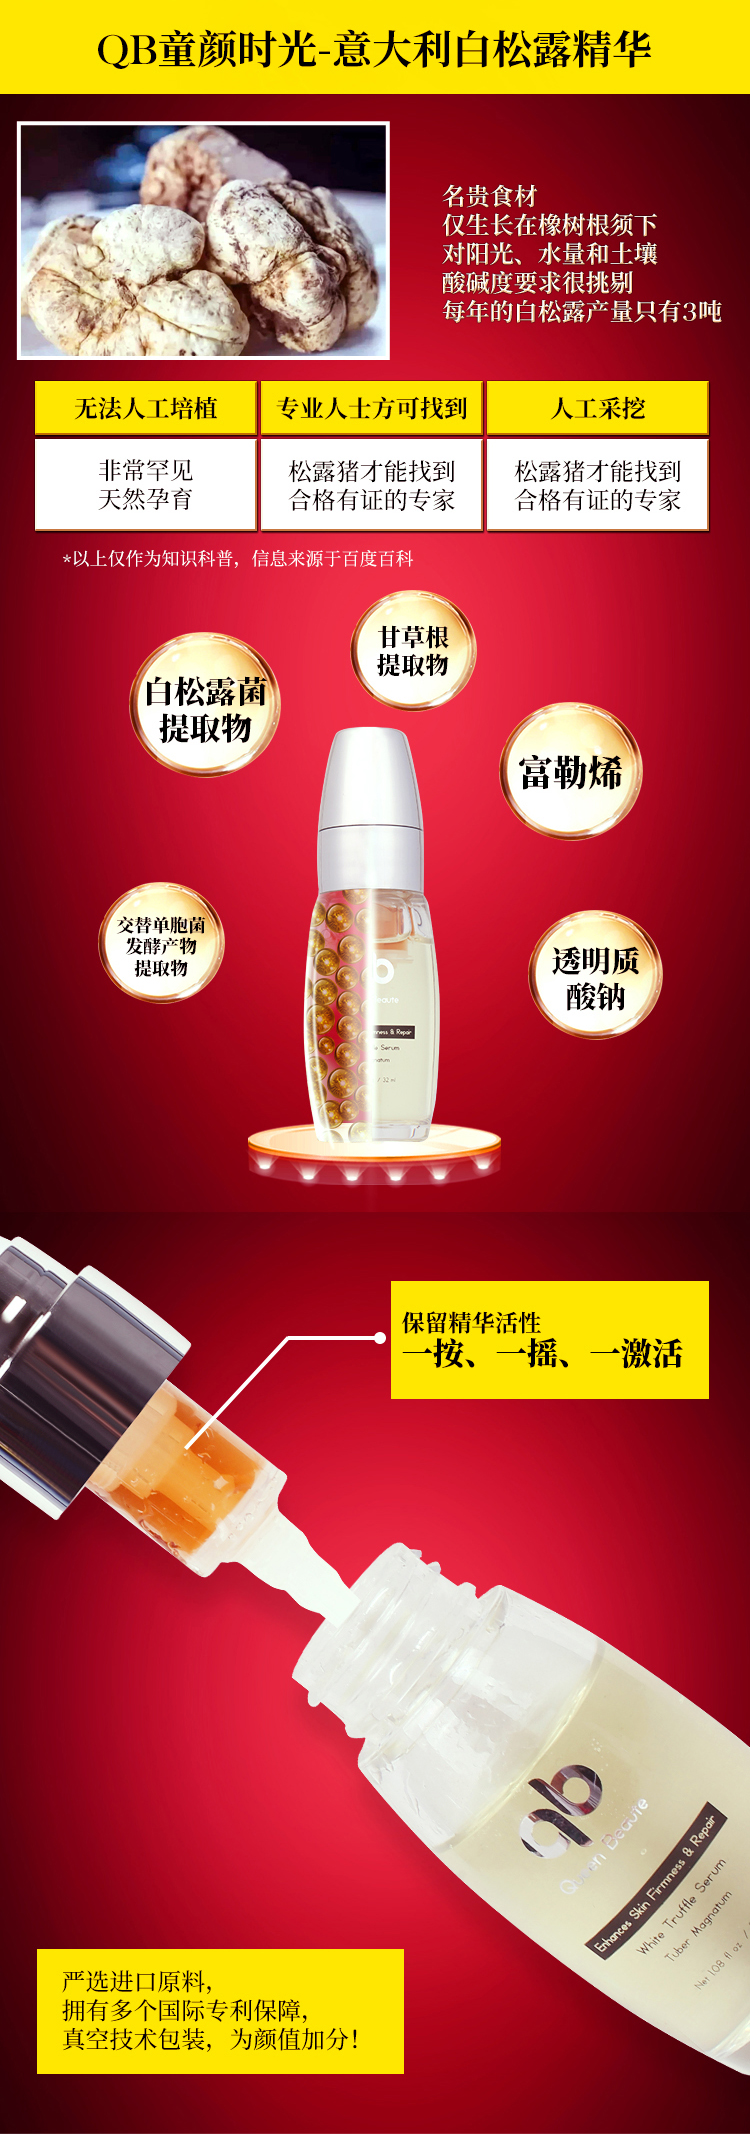 QB童颜时光-意大利白松露精华
名贵食材
仅生长在橡树根须下
对阳光、水量和土壤
酸碱度要求很挑剔
每年的白松露产量只有3吨
无法人工培植
专业人士方可找到
人工采挖
非常罕见
天然孕育
松露猪才能找到
合格有证的专家
松露猪才能找到
合格有证的专家
*以上仅作为知识科普，信息来源于百度百科
甘草根
提取物
白松露菌
提取物
富勒烯
交替单胞菌
发酵产物
提取物
透明质
酸钠
& Repair
Serum
/ 32 ml
保留精华活性
一按、一摇、一激活
qb
Queen Beaute
Enhances Skin Firmness & Repair
White Truffle Serum
Tuber Magnatum
Net 1.08 fl oz /
严选进口原料，
拥有多个国际专利保障，
真空技术包装，为颜值加分！